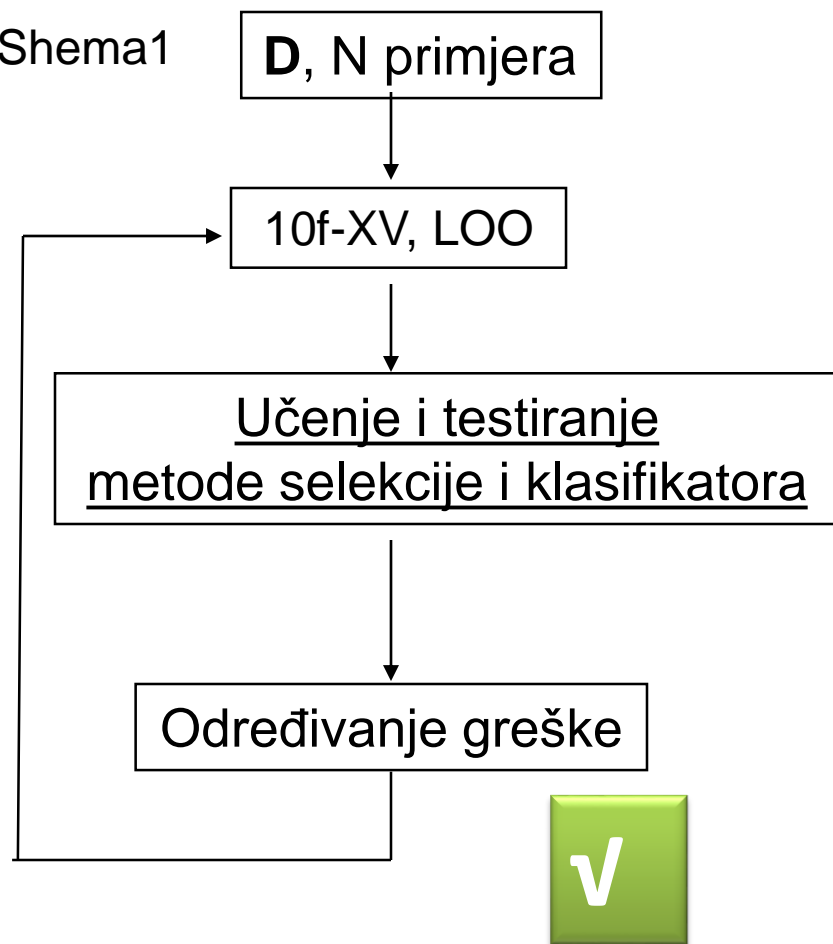 Shema1
D, N primjera
10f-XV, LOO
Učenje i testiranje
metode selekcije i klasifikatora
Određivanje greške
√